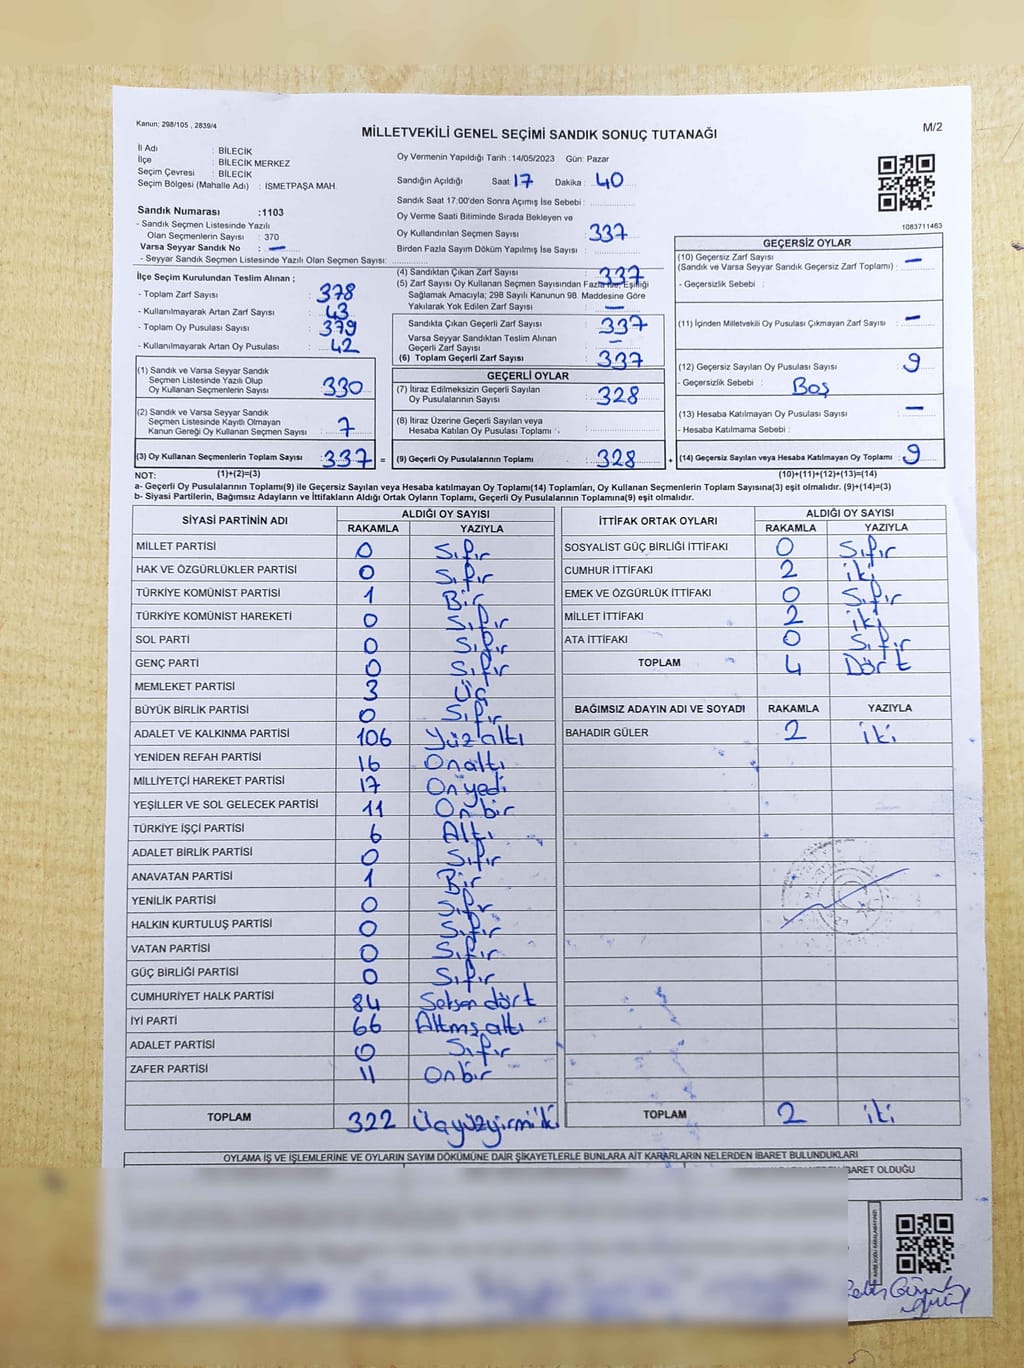 Kanun; 298/105 , 2839/4
MİLLETVEKİLİ GENEL SEÇİMİ SANDIK SONUÇ TUTANAĞI
M/2
İl Adı : BİLECİK
İlçe : BİLECİK MERKEZ
Seçim Çevresi : BİLECİK
Seçim Bölgesi (Mahalle Adı) : İSMETPAŞA MAH.
Oy Vermenin Yapıldığı Tarih : 14/05/2023 Gün: Pazar
Sandığın Açıldığı Saat 17 Dakika 40
Sandık Saat 17.00'den Sonra Açımış İse Sebebi :
Oy Verme Saati Bitiminde Sırada Bekleyen ve
Oy Kullandırılan Seçmen Sayısı : 337
Birden Fazla Sayım Döküm Yapılmış İse Sayısı :
1083711463
Sandık Numarası :1103
- Sandık Seçmen Listesinde Yazılı
Olan Seçmenlerin Sayısı : 370
Varsa Seyyar Sandık No : —
- Seyyar Sandık Seçmen Listesinde Yazılı Olan Seçmen Sayısı:
İlçe Seçim Kurulundan Teslim Alınan ;
- Toplam Zarf Sayısı : 378
- Kullanılmayarak Artan Zarf Sayısı : 43
- Toplam Oy Pusulası Sayısı : 379
- Kullanılmayarak Artan Oy Pusulası : 42
(1) Sandık ve Varsa Seyyar Sandık
Seçmen Listesinde Yazılı Olup
Oy Kullanan Seçmenlerin Sayısı : 330
(2) Sandık ve Varsa Seyyar Sandık
Seçmen Listesinde Kayıtlı Olmayan
Kanun Gereği Oy Kullanan Seçmen Sayısı : 7
(3) Oy Kullanan Seçmenlerin Toplam Sayısı : 337 =
(4) Sandıktan Çıkan Zarf Sayısı : 337
(5) Zarf Sayısı Oy Kullanan Seçmen Sayısından Fazla İse, Eşitliği
Sağlamak Amacıyla; 298 Sayılı Kanunun 98. Maddesine Göre
Yakılarak Yok Edilen Zarf Sayısı : —
Sandıkta Çıkan Geçerli Zarf Sayısı : 337
Varsa Seyyar Sandıktan Teslim Alınan
Geçerli Zarf Sayısı : —
(6) Toplam Geçerli Zarf Sayısı : 337
GEÇERLİ OYLAR
(7) İtiraz Edilmeksizin Geçerli Sayılan
Oy Pusulalarının Sayısı : 328
(8) İtiraz Üzerine Geçerli Sayılan veya
Hesaba Katılan Oy Pusulası Toplamı :
(9) Geçerli Oy Pusulalarının Toplamı : 328 +
GEÇERSİZ OYLAR
(10) Geçersiz Zarf Sayısı
(Sandık ve Varsa Seyyar Sandık Geçersiz Zarf Toplamı) : —
- Geçersizlik Sebebi :
(11) İçinden Milletvekili Oy Pusulası Çıkmayan Zarf Sayısı : —
(12) Geçersiz Sayılan Oy Pusulası Sayısı : 9
- Geçersizlik Sebebi : Boş
(13) Hesaba Katılmayan Oy Pusulası Sayısı : —
- Hesaba Katılmama Sebebi :
(14) Geçersiz Sayılan veya Hesaba Katılmayan Oy Toplamı : 9
NOT: (1)+(2)=(3) (10)+(11)+(12)+(13)=(14)
a- Geçerli Oy Pusulaları Toplamı(9) ile Geçersiz Sayılan veya Hesaba katılmayan Oy Toplamı(14) Toplamları, Oy Kullanan Seçmenlerin Toplam Sayısına(3) eşit olmalıdır. (9)+(14)=(3)
b- Siyasi Partilerin, Bağımsız Adayların ve İttifakların Aldığı Ortak Oyların Toplamı, Geçerli Oy Pusulalarının Toplamına(9) eşit olmalıdır.
SİYASİ PARTİNİN ADI ALDIĞI OY SAYISI
RAKAMLA YAZIYLA
MİLLET PARTİSİ 0 Sıfır
HAK VE ÖZGÜRLÜKLER PARTİSİ 0 Sıfır
TÜRKİYE KOMÜNİST PARTİSİ 1 Bir
TÜRKİYE KOMÜNİST HAREKETİ 0 Sıfır
SOL PARTİ 0 Sıfır
GENÇ PARTİ 0 Sıfır
MEMLEKET PARTİSİ 3 Üç
BÜYÜK BİRLİK PARTİSİ 0 Sıfır
ADALET VE KALKINMA PARTİSİ 106 Yüzaltı
YENİDEN REFAH PARTİSİ 16 Onaltı
MİLLİYETÇİ HAREKET PARTİSİ 17 Onyedi
YEŞİLLER VE SOL GELECEK PARTİSİ 11 Onbir
TÜRKİYE İŞÇİ PARTİSİ 6 Altı
ADALET BİRLİK PARTİSİ 0 Sıfır
ANAVATAN PARTİSİ 1 Bir
YENİLİK PARTİSİ 0 Sıfır
HALKIN KURTULUŞ PARTİSİ 0 Sıfır
VATAN PARTİSİ 0 Sıfır
GÜÇ BİRLİĞİ PARTİSİ 0 Sıfır
CUMHURİYET HALK PARTİSİ 84 Seksen dört
İYİ PARTİ 66 Altmışaltı
ADALET PARTİSİ 0 Sıfır
ZAFER PARTİSİ 11 Onbir
TOPLAM 322 Üçyüzyirmiiki
İTTİFAK ORTAK OYLARI ALDIĞI OY SAYISI
RAKAMLA YAZIYLA
SOSYALİST GÜÇ BİRLİĞİ İTTİFAKI 0 Sıfır
CUMHUR İTTİFAKI 2 iki
EMEK VE ÖZGÜRLÜK İTTİFAKI 0 Sıfır
MİLLET İTTİFAKI 2 iki
ATA İTTİFAKI 0 Sıfır
TOPLAM 4 Dört
BAĞIMSIZ ADAYIN ADI VE SOYADI RAKAMLA YAZIYLA
BAHADIR GÜLER 2 iki
TOPLAM 2 iki
OYLAMA İŞ VE İŞLEMLERİNE VE OYLARIN SAYIM DÖKÜMÜNE DAİR ŞİKAYETLERLE BUNLARA AİT KARARLARIN NELERDEN İBARET BULUNDUKLARI
İBARET OLDUĞU